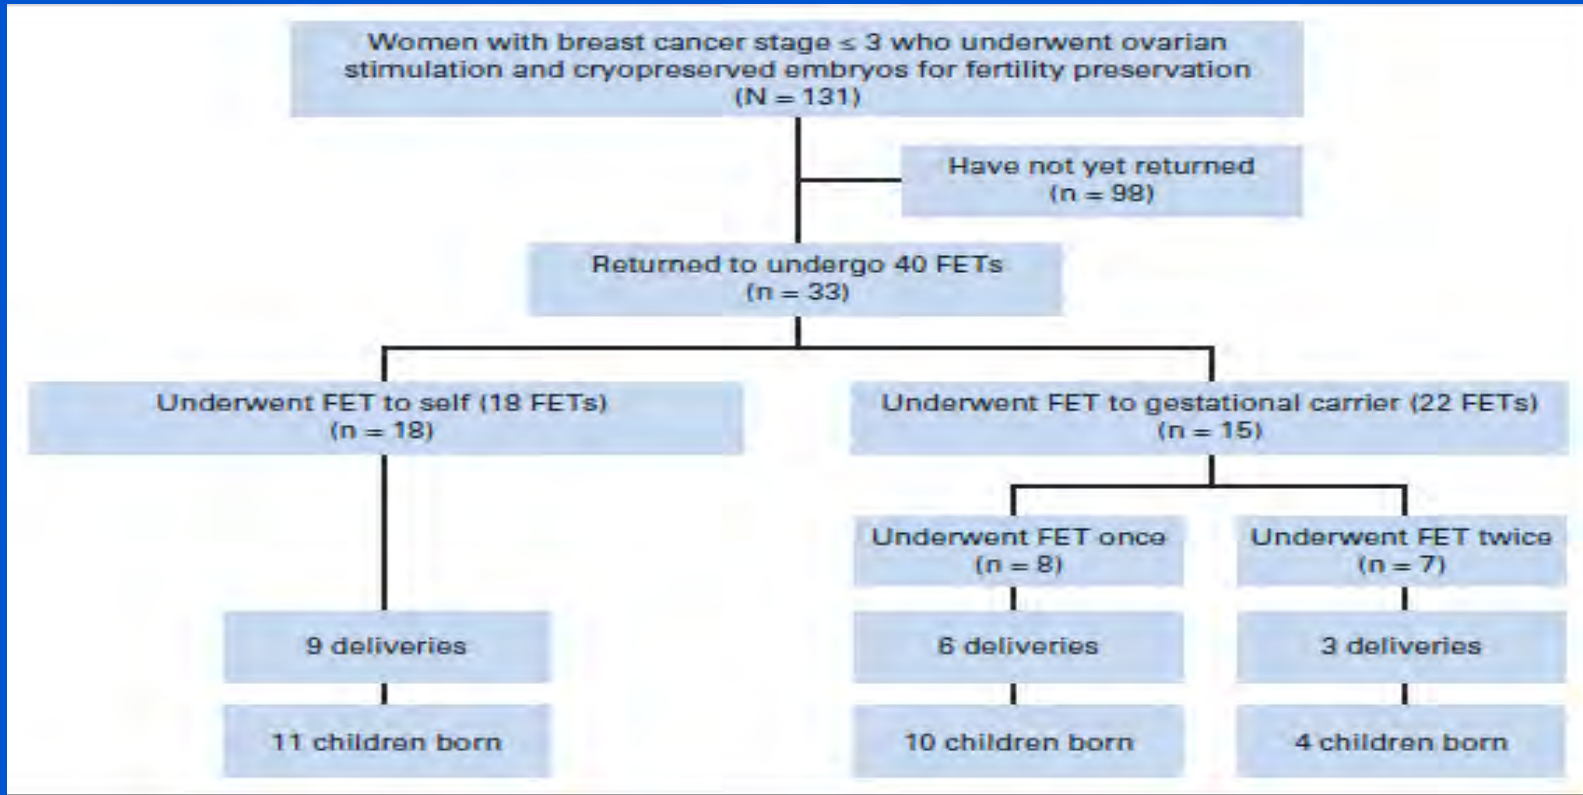 Women with breast cancer stage ≤ 3 who underwent ovarian
stimulation and cryopreserved embryos for fertility preservation
(N = 131)
Have not yet returned
(n = 98)
Returned to undergo 40 FETs
(n = 33)
Underwent FET to self (18 FETs)
(n = 18)
Underwent FET to gestational carrier (22 FETs)
(n = 15)
Underwent FET once
(n = 8)
Underwent FET twice
(n = 7)
9 deliveries
6 deliveries
3 deliveries
11 children born
10 children born
4 children born